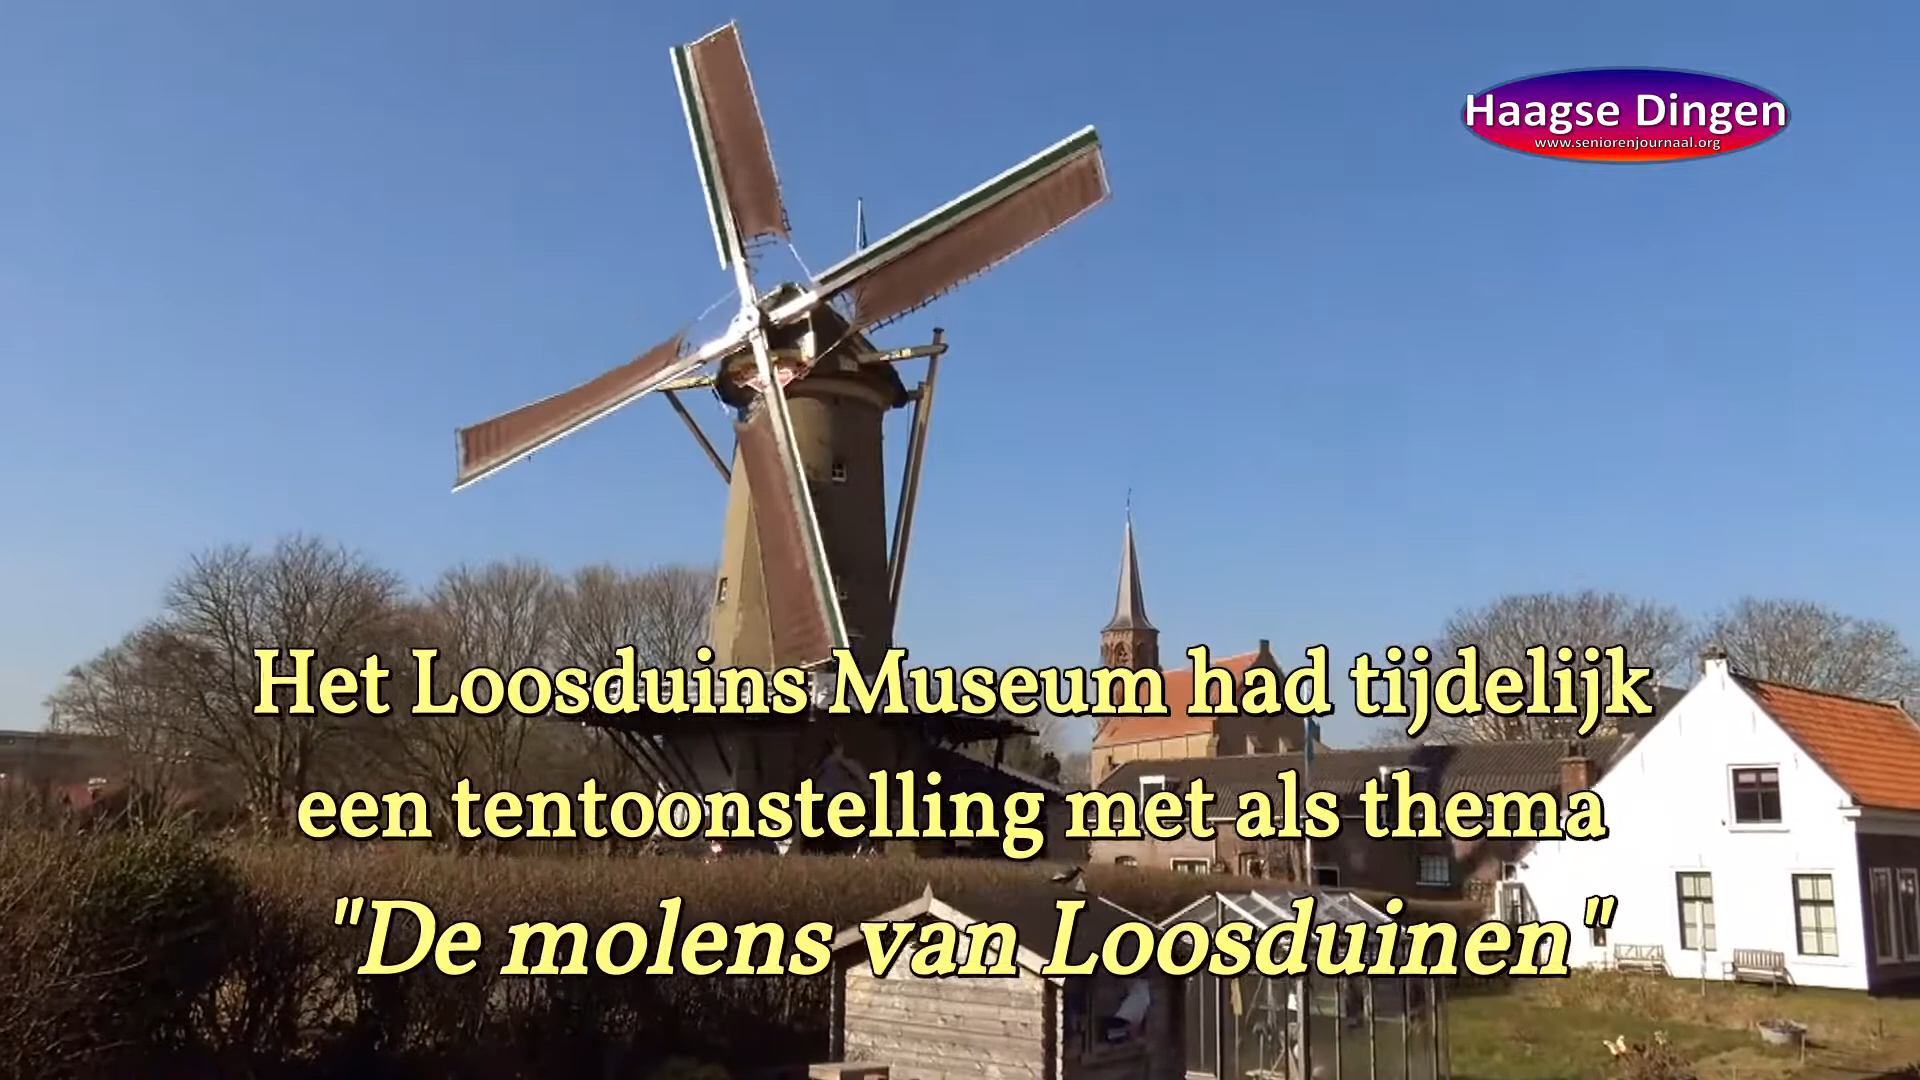 Haagse Dingen
www.seniorenjournaal.org
Het Loosduins Museum had tijdelijk
een tentoonstelling met als thema
"De molens van Loosduinen"